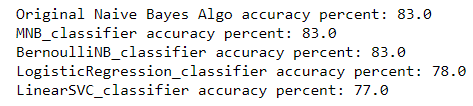 Original Naive Bayes Algo accuracy percent: 83.0
MNB_classifier accuracy percent: 83.0
BernoulliNB_classifier accuracy percent: 83.0
LogisticRegression_classifier accuracy percent: 78.0
LinearSVC_classifier accuracy percent: 77.0